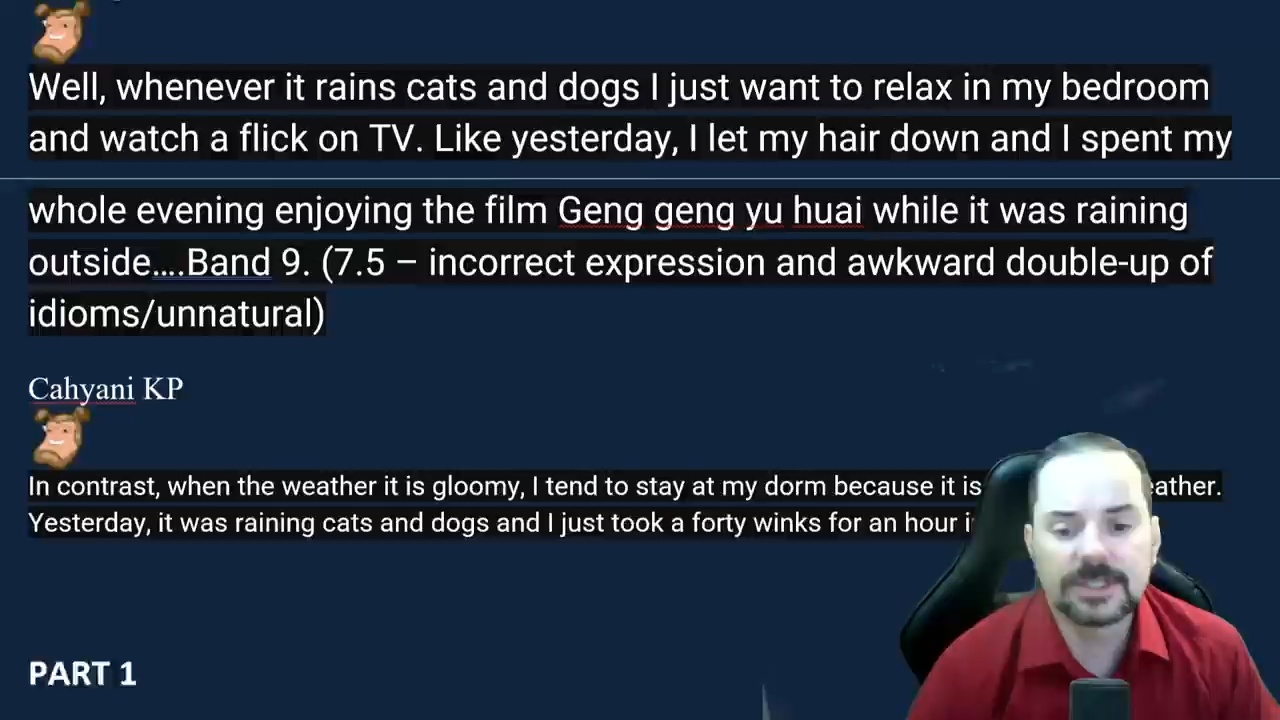 Well, whenever it rains cats and dogs I just want to relax in my bedroom
and watch a flick on TV. Like yesterday, I let my hair down and I spent my
whole evening enjoying the film Geng geng yu huai while it was raining
outside….Band 9. (7.5 – incorrect expression and awkward double-up of
idioms/unnatural)
Cahyani KP
In contrast, when the weather it is gloomy, I tend to stay at my dorm because it is
Yesterday, it was raining cats and dogs and I just took a forty winks for an hour
PART 1